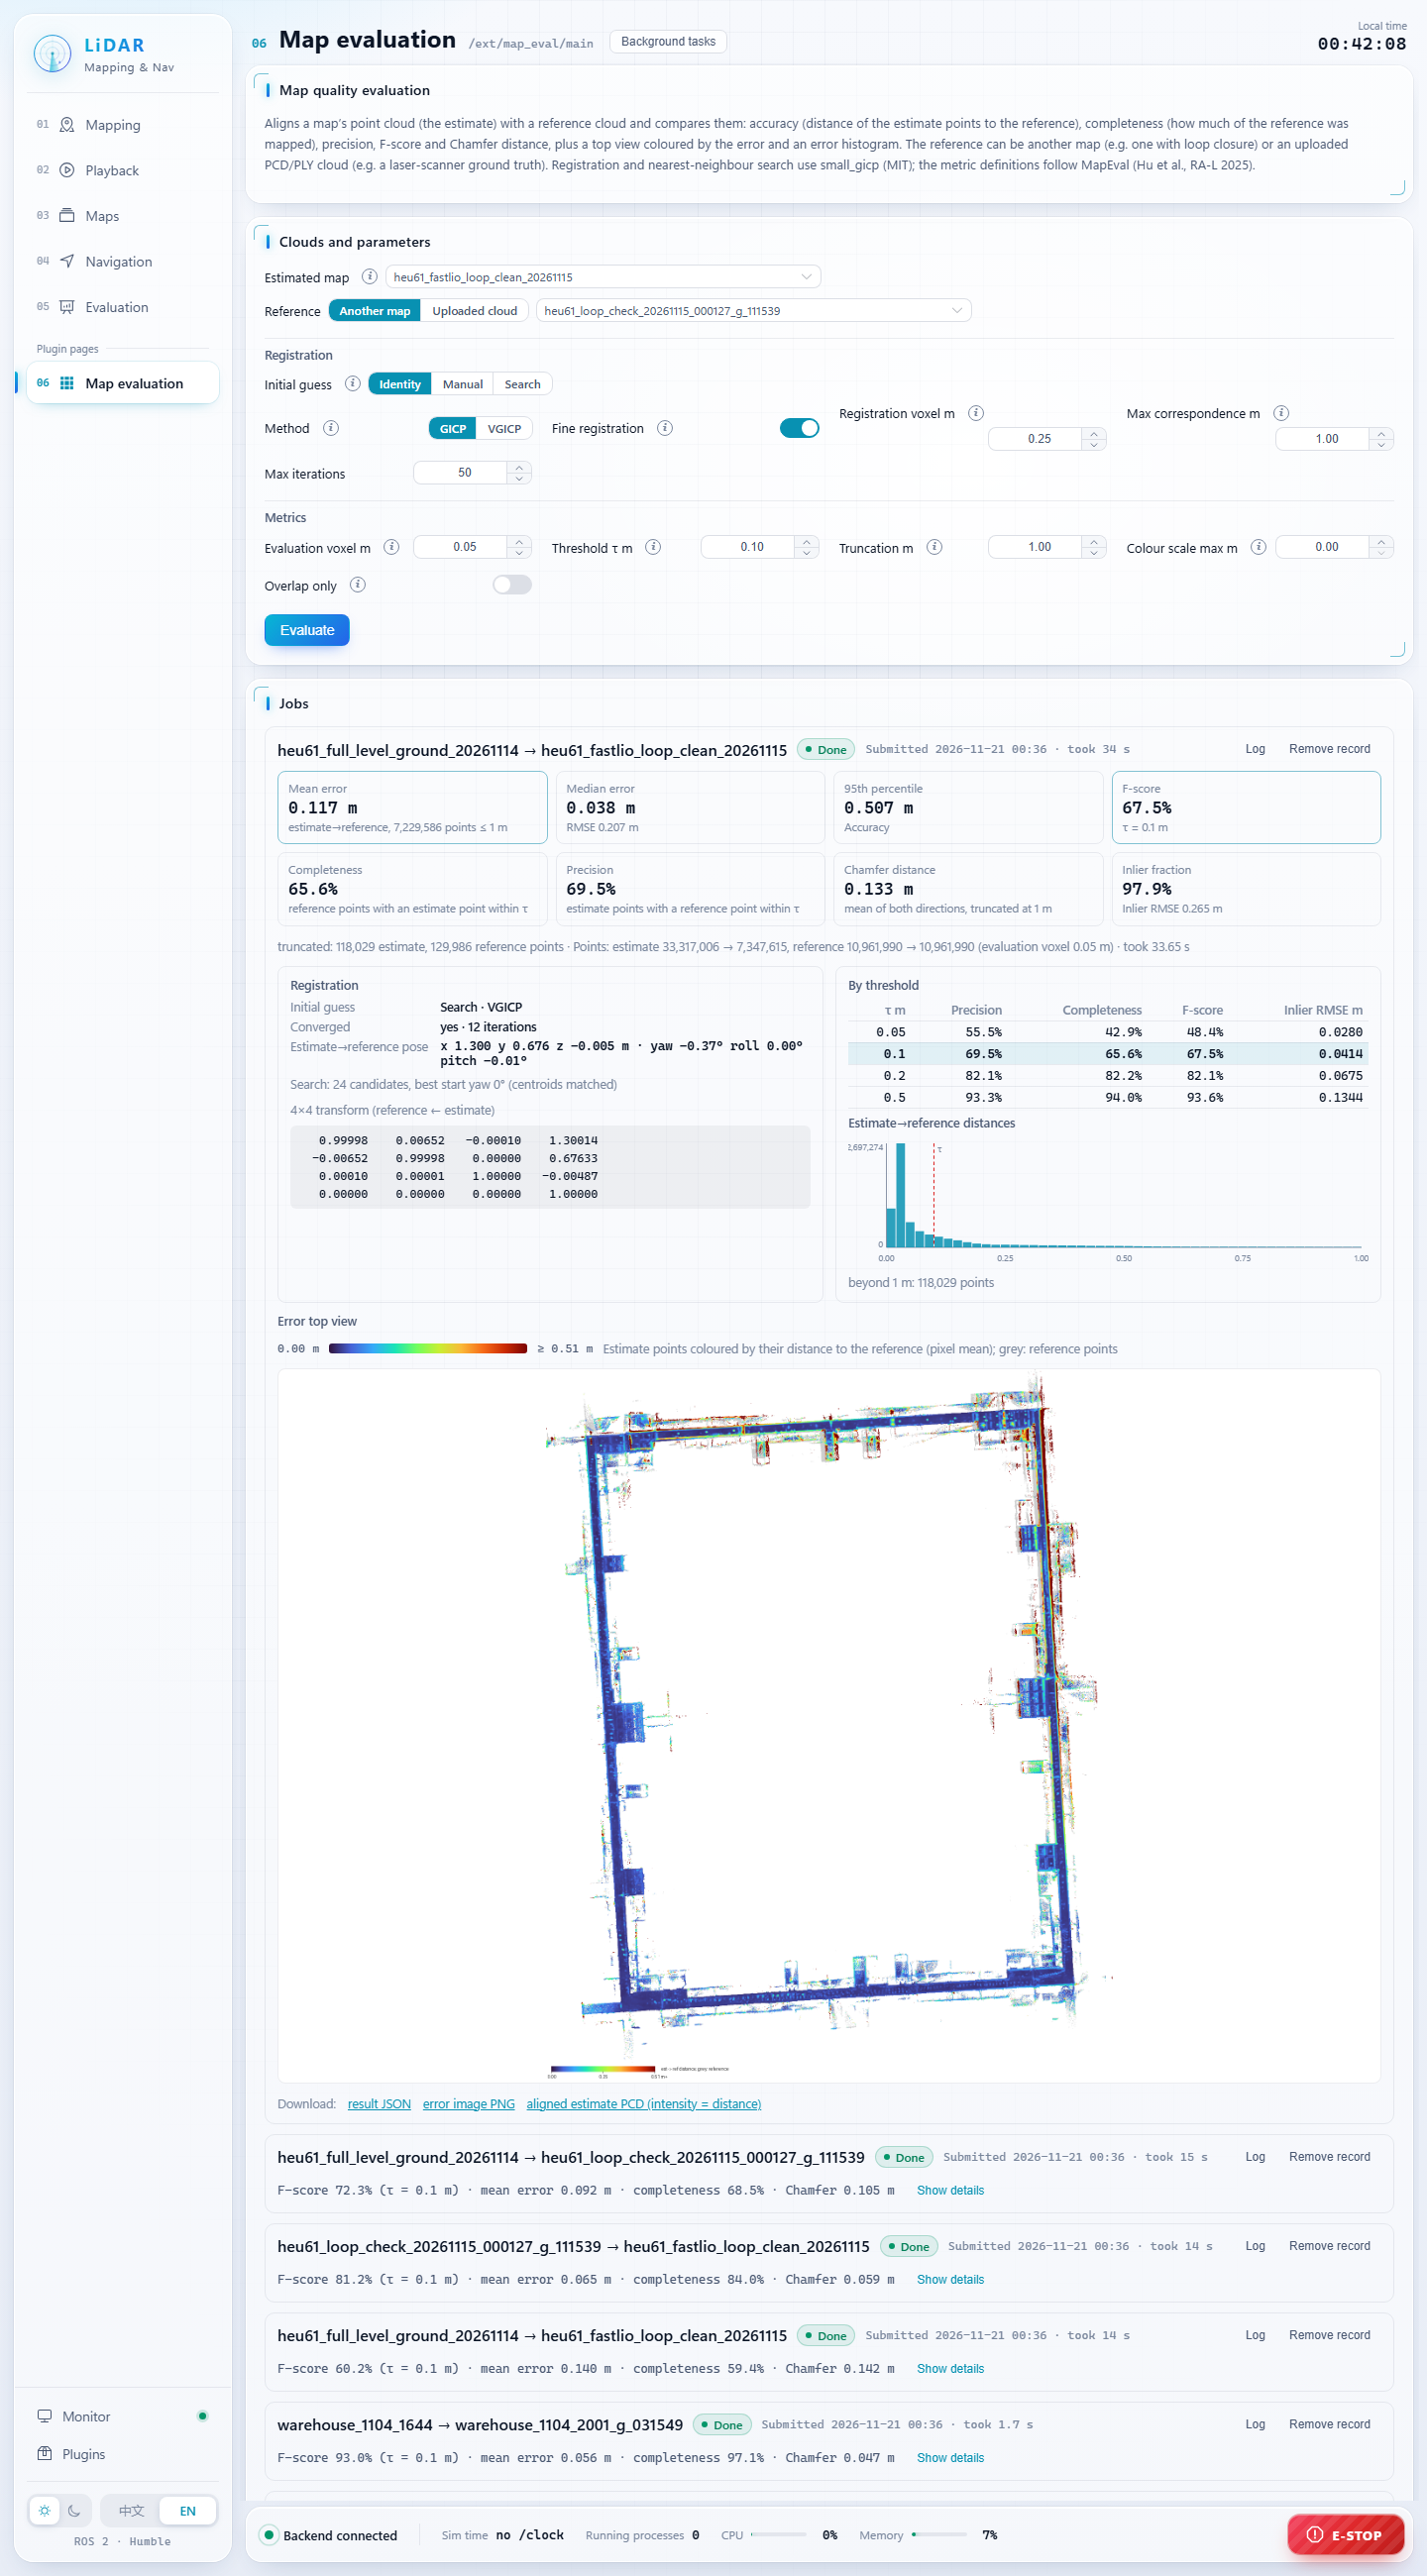 LiDAR
Mapping & Nav
01 Mapping
02 Playback
03 Maps
04 Navigation
05 Evaluation
Plugin pages
06 Map evaluation
Monitor
Plugins
中文 EN
ROS 2 · Humble
06 Map evaluation /ext/map_eval/main Background tasks
Local time
00:42:08
Map quality evaluation
Aligns a map's point cloud (the estimate) with a reference cloud and compares them: accuracy (distance of the estimate points to the reference), completeness (how much of the reference was
mapped), precision, F-score and Chamfer distance, plus a top view coloured by the error and an error histogram. The reference can be another map (e.g. one with loop closure) or an uploaded
PCD/PLY cloud (e.g. a laser-scanner ground truth). Registration and nearest-neighbour search use small_gicp (MIT); the metric definitions follow MapEval (Hu et al., RA-L 2025).
Clouds and parameters
Estimated map i heu61_fastlio_loop_clean_20261115
Reference Another map Uploaded cloud heu61_loop_check_20261115_000127_g_111539
Registration
Initial guess i Identity Manual Search
Method i GICP VGICP Fine registration i Registration voxel m i 0.25 Max correspondence m i 1.00
Max iterations 50
Metrics
Evaluation voxel m i 0.05 Threshold τ m i 0.10 Truncation m i 1.00 Colour scale max m i 0.00
Overlap only i
Evaluate
Jobs
heu61_full_level_ground_20261114 → heu61_fastlio_loop_clean_20261115 Done Submitted 2026-11-21 00:36 · took 34 s Log Remove record
Mean error
0.117 m
estimate→reference, 7,229,586 points ≤ 1 m
Median error
0.038 m
RMSE 0.207 m
95th percentile
0.507 m
Accuracy
F-score
67.5%
τ = 0.1 m
Completeness
65.6%
reference points with an estimate point within τ
Precision
69.5%
estimate points with a reference point within τ
Chamfer distance
0.133 m
mean of both directions, truncated at 1 m
Inlier fraction
97.9%
Inlier RMSE 0.265 m
truncated: 118,029 estimate, 129,986 reference points · Points: estimate 33,317,006 → 7,347,615, reference 10,961,990 → 10,961,990 (evaluation voxel 0.05 m) · took 33.65 s
Registration
Initial guess Search · VGICP
Converged yes · 12 iterations
Estimate→reference pose x 1.300 y 0.676 z −0.005 m · yaw −0.37° roll 0.00°
pitch −0.01°
Search: 24 candidates, best start yaw 0° (centroids matched)
4×4 transform (reference ← estimate)
0.99998 0.00652 −0.00010 1.30014
−0.00652 0.99998 0.00000 0.67633
0.00010 0.00001 1.00000 −0.00487
0.00000 0.00000 0.00000 1.00000
By threshold
τ m Precision Completeness F-score Inlier RMSE m
0.05 55.5% 42.9% 48.4% 0.0280
0.1 69.5% 65.6% 67.5% 0.0414
0.2 82.1% 82.2% 82.1% 0.0675
0.5 93.3% 94.0% 93.6% 0.1344
Estimate→reference distances
2,697,274
τ
0
0.00 0.25 0.50 0.75 1.00
beyond 1 m: 118,029 points
Error top view
0.00 m ≥ 0.51 m Estimate points coloured by their distance to the reference (pixel mean); grey: reference points
Download: result JSON error image PNG aligned estimate PCD (intensity = distance)
heu61_full_level_ground_20261114 → heu61_loop_check_20261115_000127_g_111539 Done Submitted 2026-11-21 00:36 · took 15 s Log Remove record
F-score 72.3% (τ = 0.1 m) · mean error 0.092 m · completeness 68.5% · Chamfer 0.105 m Show details
heu61_loop_check_20261115_000127_g_111539 → heu61_fastlio_loop_clean_20261115 Done Submitted 2026-11-21 00:36 · took 14 s Log Remove record
F-score 81.2% (τ = 0.1 m) · mean error 0.065 m · completeness 84.0% · Chamfer 0.059 m Show details
heu61_full_level_ground_20261114 → heu61_fastlio_loop_clean_20261115 Done Submitted 2026-11-21 00:36 · took 14 s Log Remove record
F-score 60.2% (τ = 0.1 m) · mean error 0.140 m · completeness 59.4% · Chamfer 0.142 m Show details
warehouse_1104_1644 → warehouse_1104_2001_g_031549 Done Submitted 2026-11-21 00:36 · took 1.7 s Log Remove record
F-score 93.0% (τ = 0.1 m) · mean error 0.056 m · completeness 97.1% · Chamfer 0.047 m Show details
Backend connected Sim time no /clock Running processes 0 CPU 0% Memory 7% E-STOP